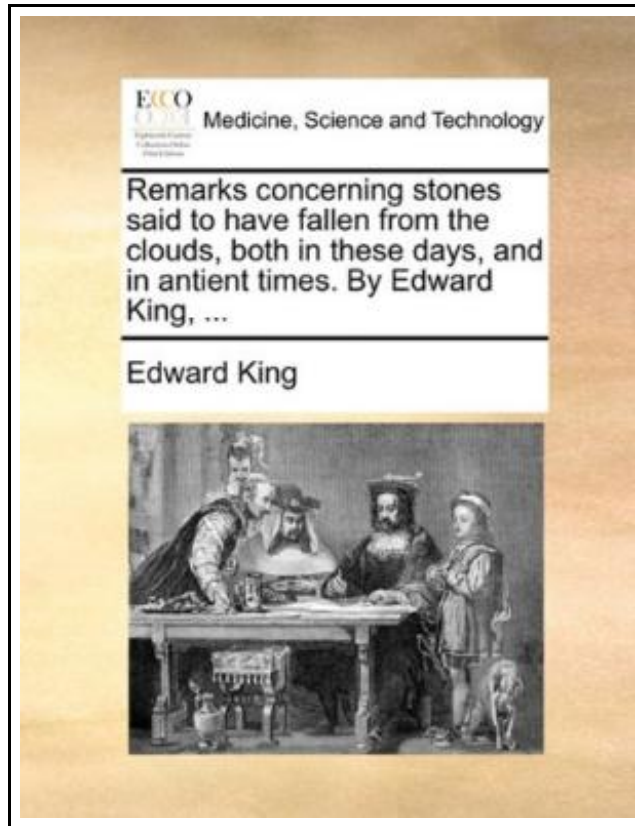 ECCO
Medicine, Science and Technology
Remarks concerning stones
said to have fallen from the
clouds, both in these days, and
in antient times. By Edward
King, ...
Edward King